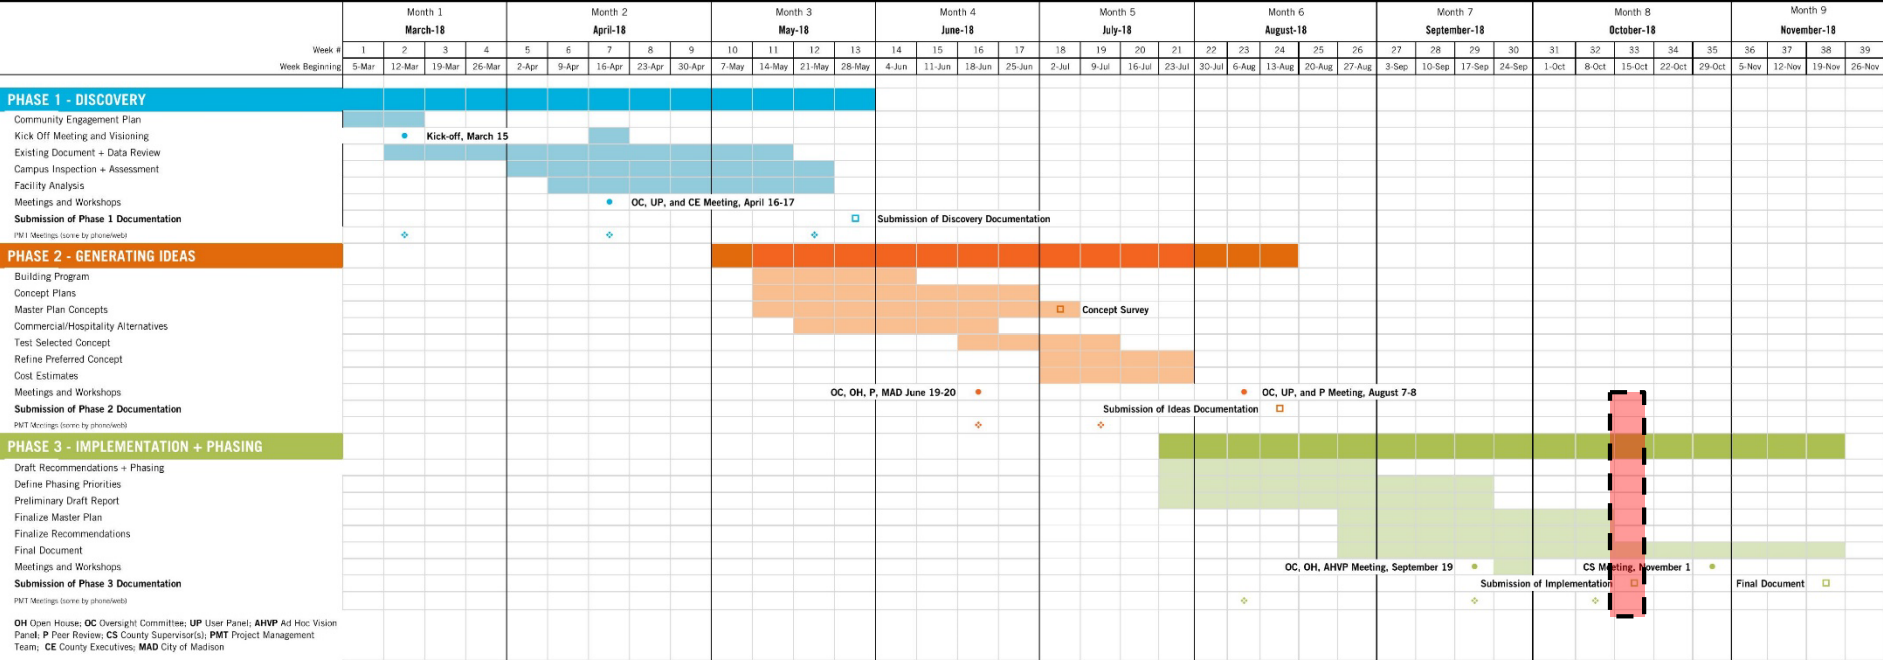 Month 1 Month 2 Month 3 Month 4 Month 5 Month 6 Month 7 Month 8 Month 9
March-18 April-18 May-18 June-18 July-18 August-18 September-18 October-18 November-18
Week # 1 2 3 4 5 6 7 8 9 10 11 12 13 14 15 16 17 18 19 20 21 22 23 24 25 26 27 28 29 30 31 32 33 34 35 36 37 38 39
Week Beginning 5-Mar 12-Mar 19-Mar 26-Mar 2-Apr 9-Apr 16-Apr 23-Apr 30-Apr 7-May 14-May 21-May 28-May 4-Jun 11-Jun 18-Jun 25-Jun 2-Jul 9-Jul 16-Jul 23-Jul 30-Jul 6-Aug 13-Aug 20-Aug 27-Aug 3-Sep 10-Sep 17-Sep 24-Sep 1-Oct 8-Oct 15-Oct 22-Oct 29-Oct 5-Nov 12-Nov 19-Nov 26-Nov
PHASE 1 - DISCOVERY
Community Engagement Plan
Kick Off Meeting and Visioning Kick-off, March 15
Existing Document + Data Review
Campus Inspection + Assessment
Facility Analysis
Meetings and Workshops OC, UP, and CE Meeting, April 16-17
Submission of Phase 1 Documentation Submission of Discovery Documentation
PMT Meetings (some by phone/web)
PHASE 2 - GENERATING IDEAS
Building Program
Concept Plans
Master Plan Concepts Concept Survey
Commercial/Hospitality Alternatives
Test Selected Concept
Refine Preferred Concept
Cost Estimates
Meetings and Workshops OC, OH, P, MAD June 19-20 OC, UP, and P Meeting, August 7-8
Submission of Phase 2 Documentation Submission of Ideas Documentation
PMT Meetings (some by phone/web)
PHASE 3 - IMPLEMENTATION + PHASING
Draft Recommendations + Phasing
Define Phasing Priorities
Preliminary Draft Report
Finalize Master Plan
Finalize Recommendations
Final Document
Meetings and Workshops OC, OH, AHVP Meeting, September 19 CS Meeting, November 1
Submission of Phase 3 Documentation Submission of Implementation Final Document
PMT Meetings (some by phone/web)
OH Open House; OC Oversight Committee; UP User Panel; AHVP Ad Hoc Vision
Panel; P Peer Review; CS County Supervisor(s); PMT Project Management
Team; CE County Executives; MAD City of Madison